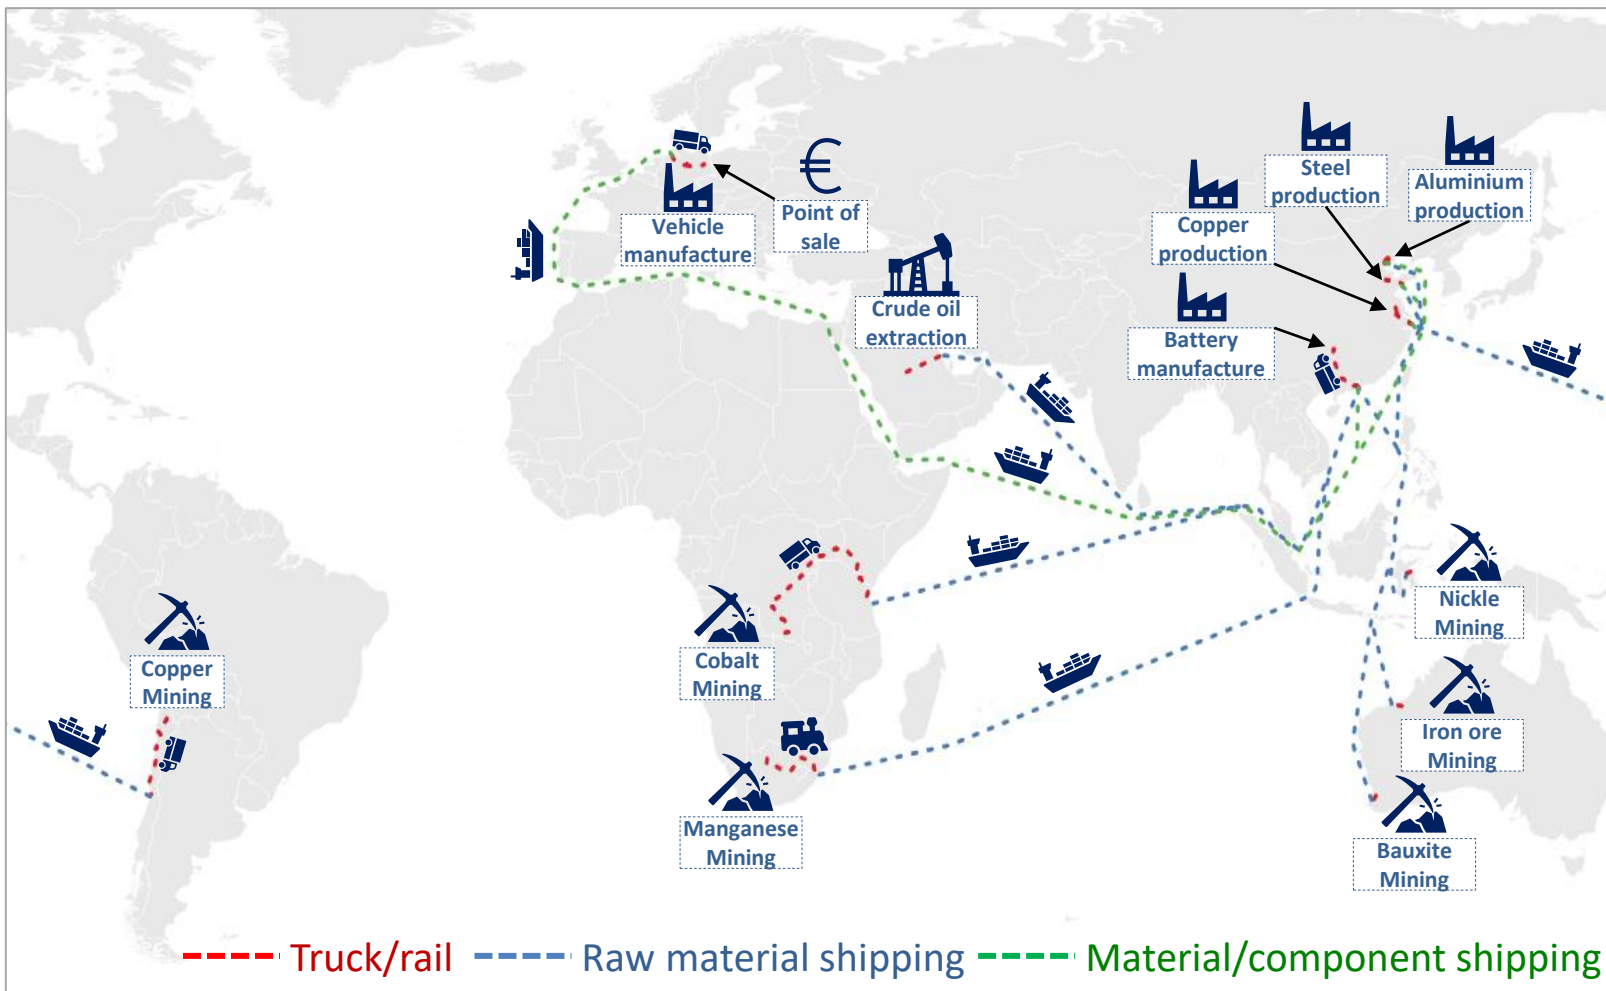 Steel
production
Aluminium
production
Copper
production
Point of
sale
Vehicle
manufacture
Crude oil
extraction
Battery
manufacture
Nickle
Mining
Copper
Mining
Cobalt
Mining
Iron ore
Mining
Manganese
Mining
Bauxite
Mining
Truck/rail
Raw material shipping
Material/component shipping